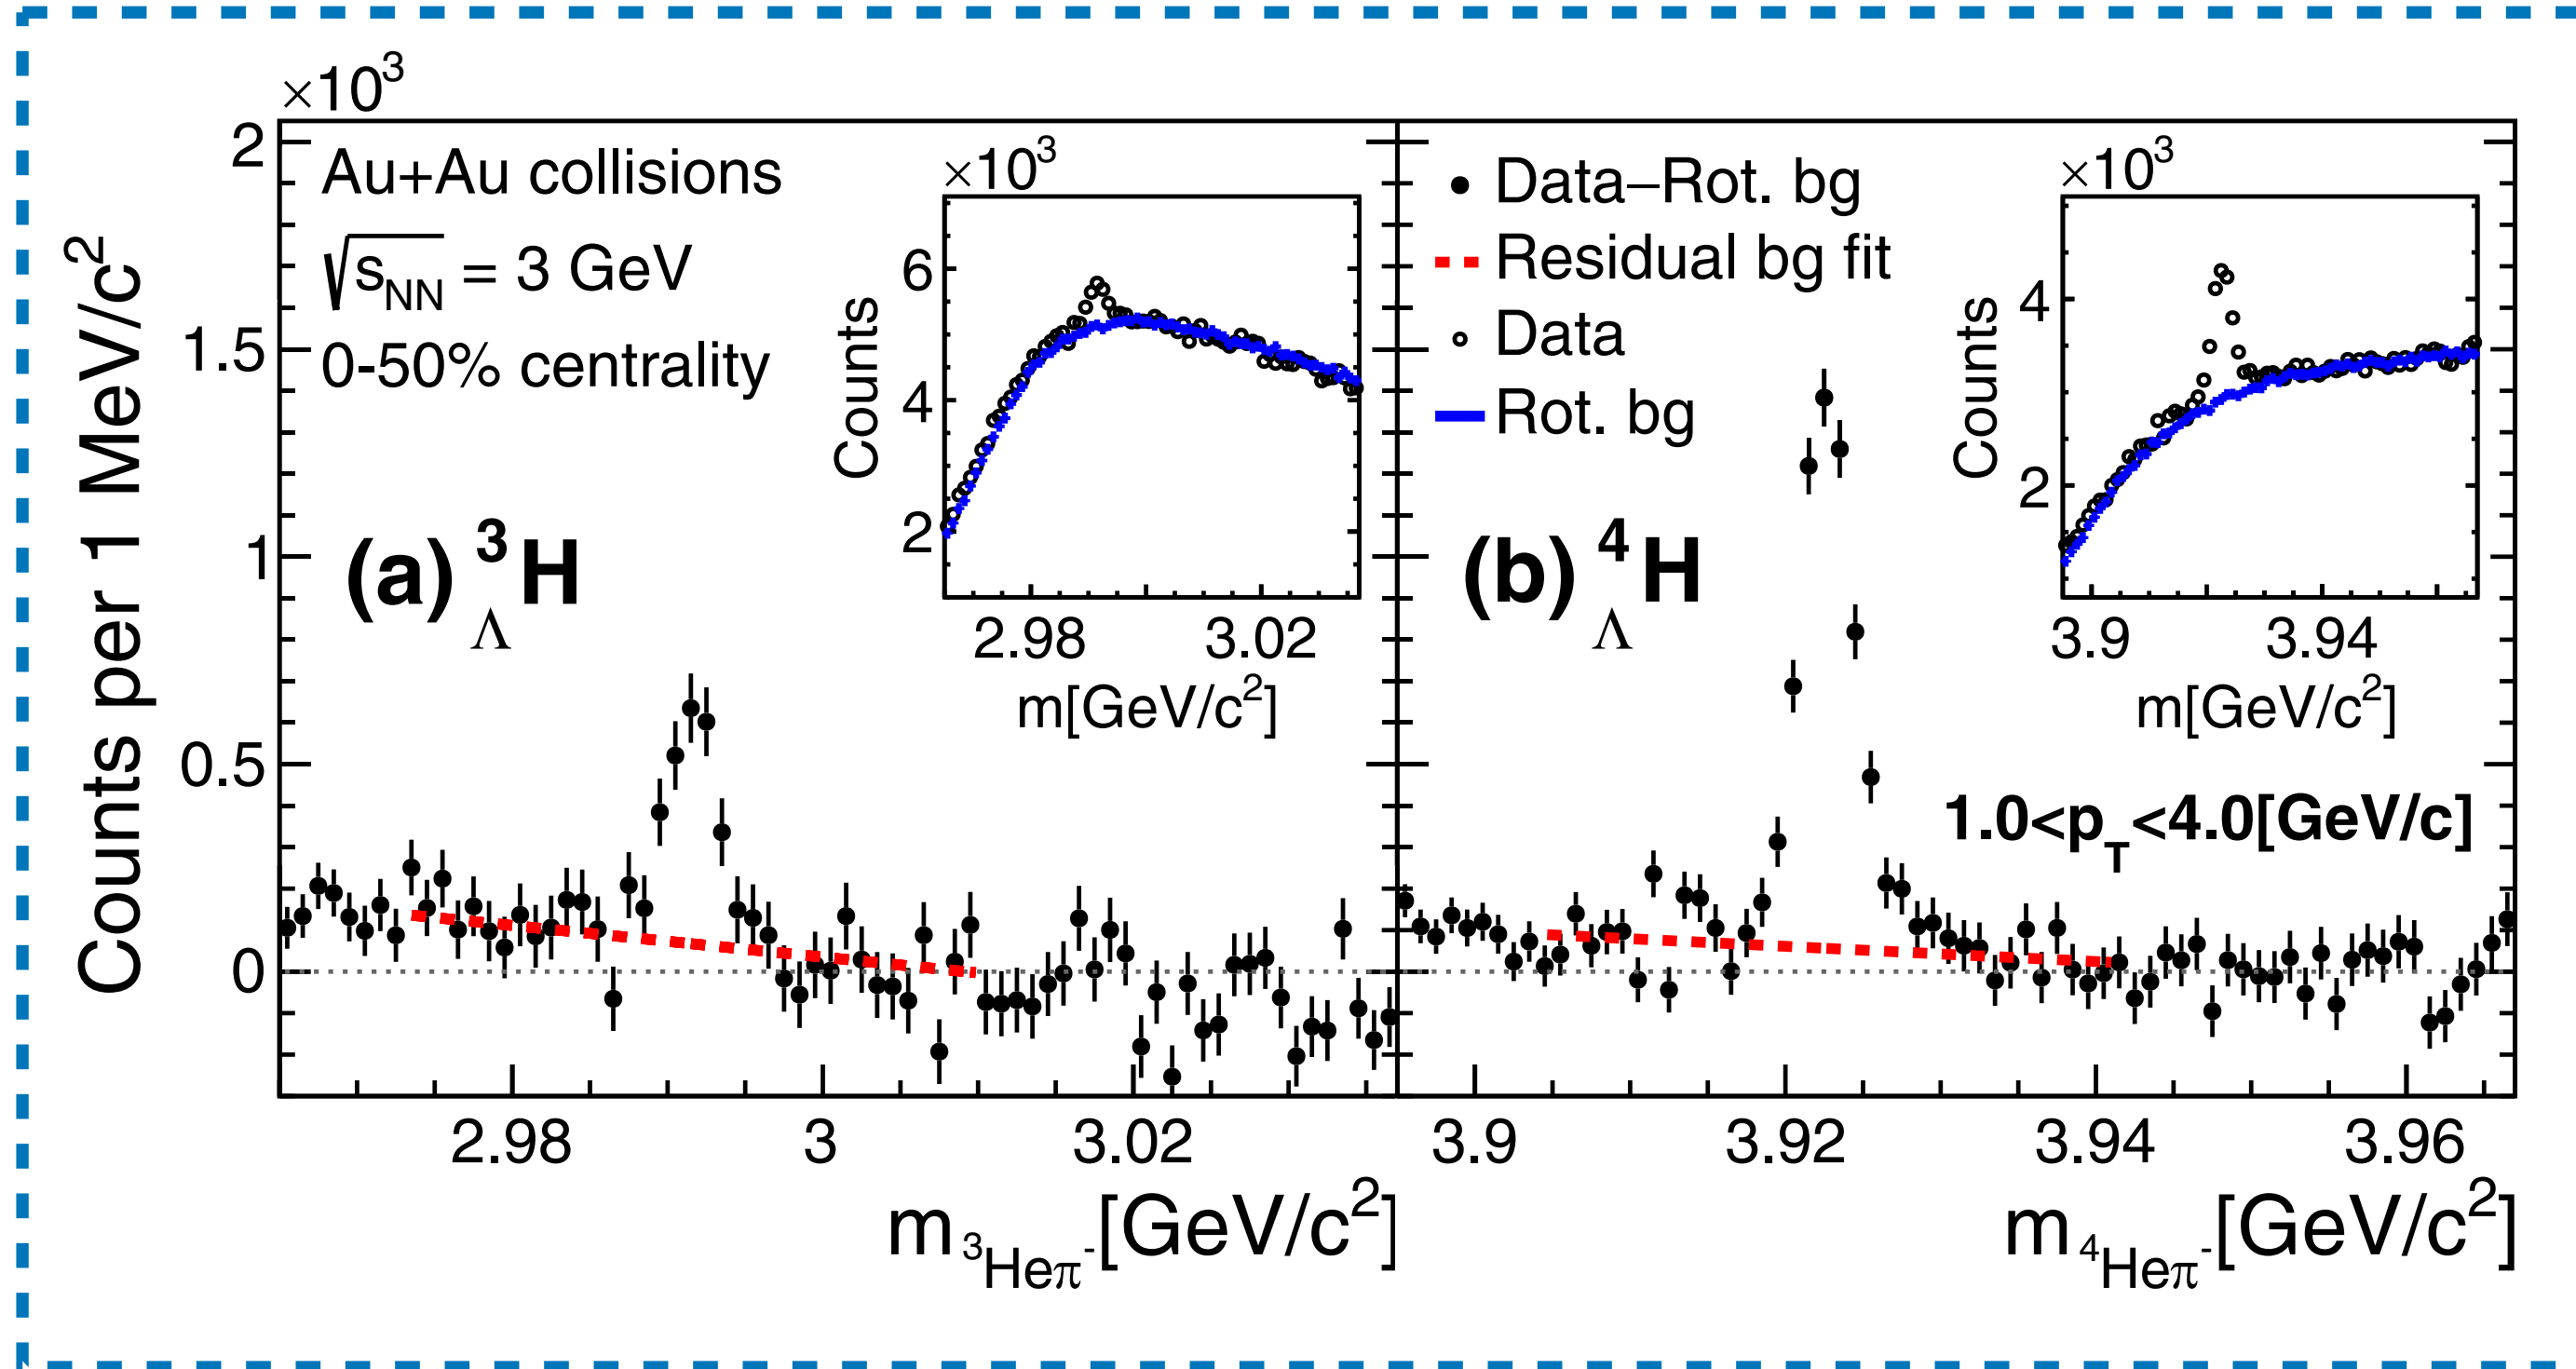 ×10³
Counts per 1 MeV/c²
2
1.5
1
0.5
0
Au+Au collisions
√sNN = 3 GeV
0-50% centrality
(a) ³ΛH
×10³
Counts
6
4
2
2.98 3.02
m[GeV/c²]
2.98 3 3.02
m³Heπ⁻[GeV/c²]
Data–Rot. bg
Residual bg fit
Data
Rot. bg
(b) ⁴ΛH
×10³
Counts
4
2
3.9 3.94
m[GeV/c²]
1.0<pT<4.0[GeV/c]
3.9 3.92 3.94 3.96
m⁴Heπ⁻[GeV/c²]